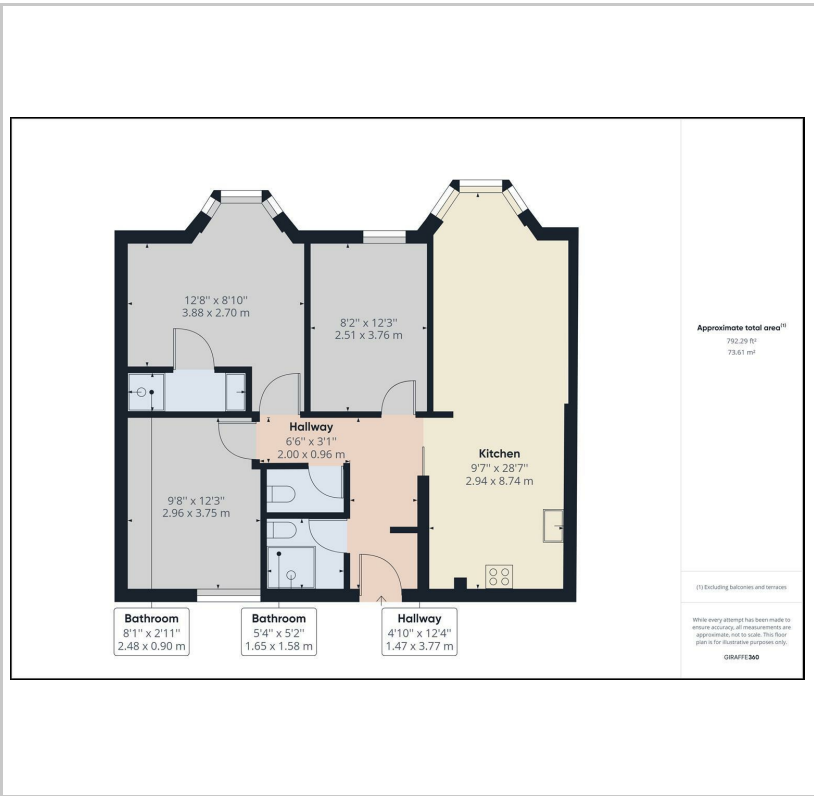 12'8" x 8'10"
3.88 x 2.70 m
8'2" x 12'3"
2.51 x 3.76 m
Hallway
6'6" x 3'1"
2.00 x 0.96 m
Kitchen
9'7" x 28'7"
2.94 x 8.74 m
9'8" x 12'3"
2.96 x 3.75 m
Bathroom
8'1" x 2'11"
2.48 x 0.90 m
Bathroom
5'4" x 5'2"
1.65 x 1.58 m
Hallway
4'10" x 12'4"
1.47 x 3.77 m
Approximate total area(1)
792.29 ft²
73.61 m²
(1) Excluding balconies and terraces
While every attempt has been made to
ensure accuracy, all measurements are
approximate, not to scale. This floor
plan is for illustrative purposes only.
GIRAFFE360